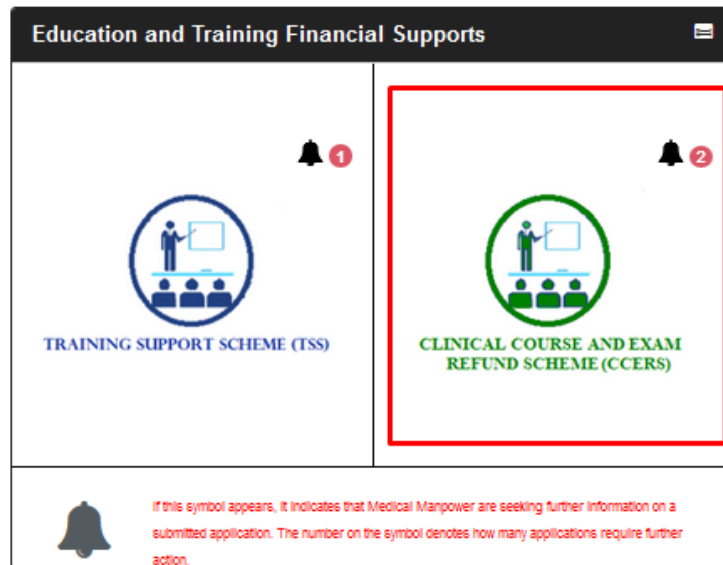 Education and Training Financial Supports
1
2
TRAINING SUPPORT SCHEME (TSS)
CLINICAL COURSE AND EXAM
REFUND SCHEME (CCERS)
If this symbol appears, it indicates that Medical Manpower are seeking further information on a
submitted application. The number on the symbol denotes how many applications require further
action.